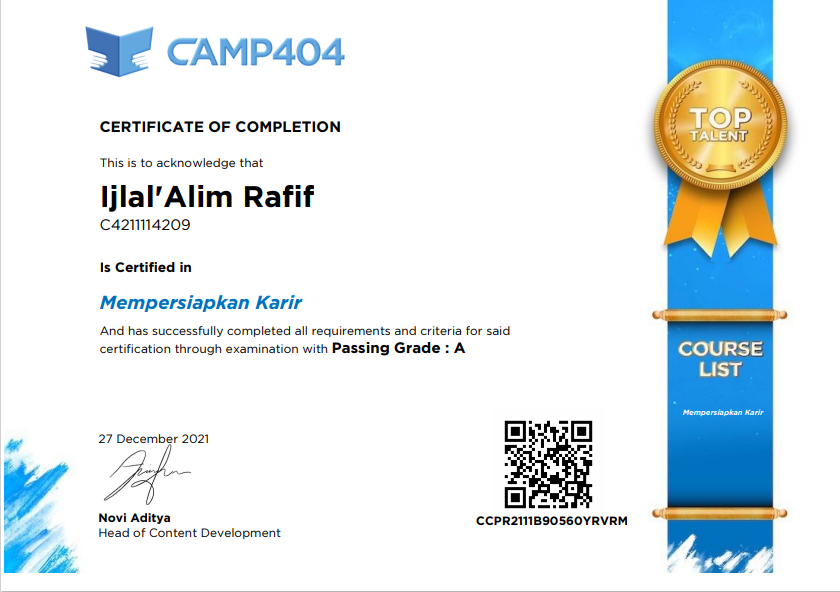 CAMP404
CERTIFICATE OF COMPLETION
This is to acknowledge that
Ijlal'Alim Rafif
C4211114209
Is Certified in
Mempersiapkan Karir
And has successfully completed all requirements and criteria for said
certification through examination with Passing Grade : A
27 December 2021
Novi Aditya
Head of Content Development
CCPR2111B90560YRVRM
TOP
TALENT
COURSE
LIST
Mempersiapkan Karir